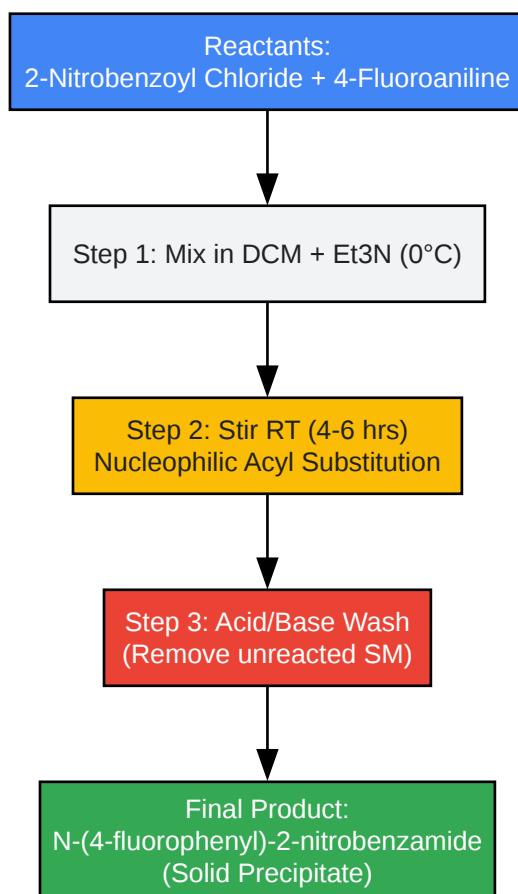 Reactants:
2-Nitrobenzoyl Chloride + 4-Fluoroaniline
Step 1: Mix in DCM + Et3N (0°C)
Step 2: Stir RT (4-6 hrs)
Nucleophilic Acyl Substitution
Step 3: Acid/Base Wash
(Remove unreacted SM)
Final Product:
N-(4-fluorophenyl)-2-nitrobenzamide
(Solid Precipitate)